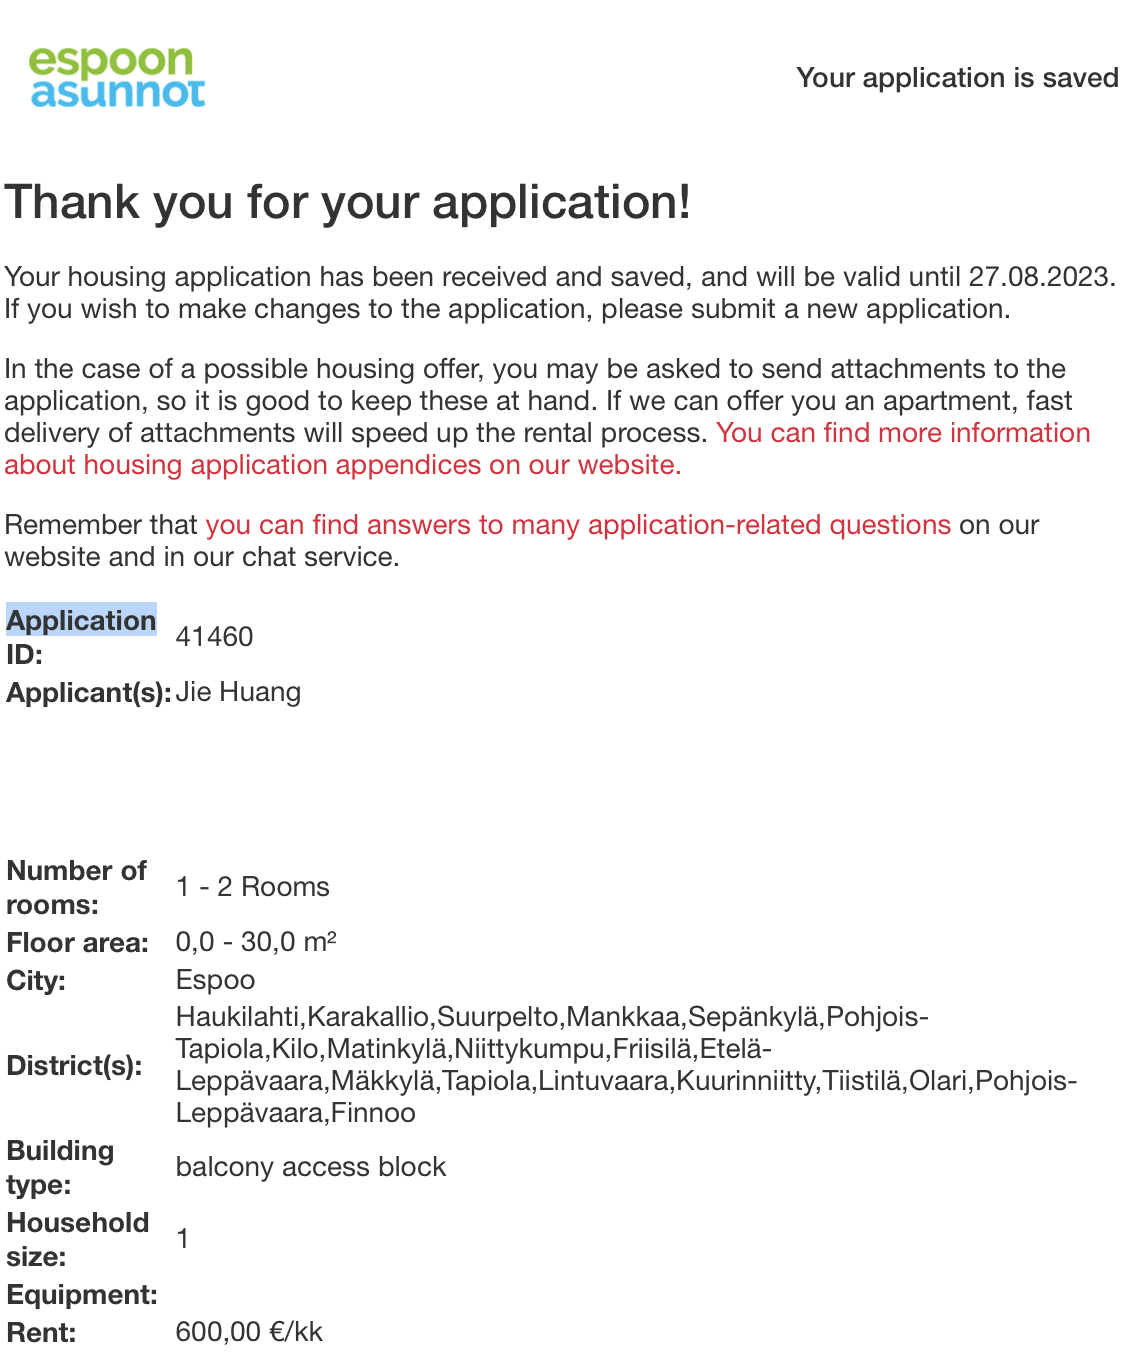 espoon
asunnot
Your application is saved
Thank you for your application!
Your housing application has been received and saved, and will be valid until 27.08.2023.
If you wish to make changes to the application, please submit a new application.
In the case of a possible housing offer, you may be asked to send attachments to the
application, so it is good to keep these at hand. If we can offer you an apartment, fast
delivery of attachments will speed up the rental process. You can find more information
about housing application appendices on our website.
Remember that you can find answers to many application-related questions on our
website and in our chat service.
Application
ID:
41460
Applicant(s): Jie Huang
Number of
rooms:
1 - 2 Rooms
Floor area: 0,0 - 30,0 m²
City: Espoo
District(s):
Haukilahti,Karakallio,Suurpelto,Mankkaa,Sepänkylä,Pohjois-
Tapiola,Kilo,Matinkylä,Niittykumpu,Friisilä,Etelä-
Leppävaara,Mäkkylä,Tapiola,Lintuvaara,Kuurinniitty,Tiistilä,Olari,Pohjois-
Leppävaara,Finnoo
Building
type:
balcony access block
Household
size:
1
Equipment:
Rent: 600,00 €/kk